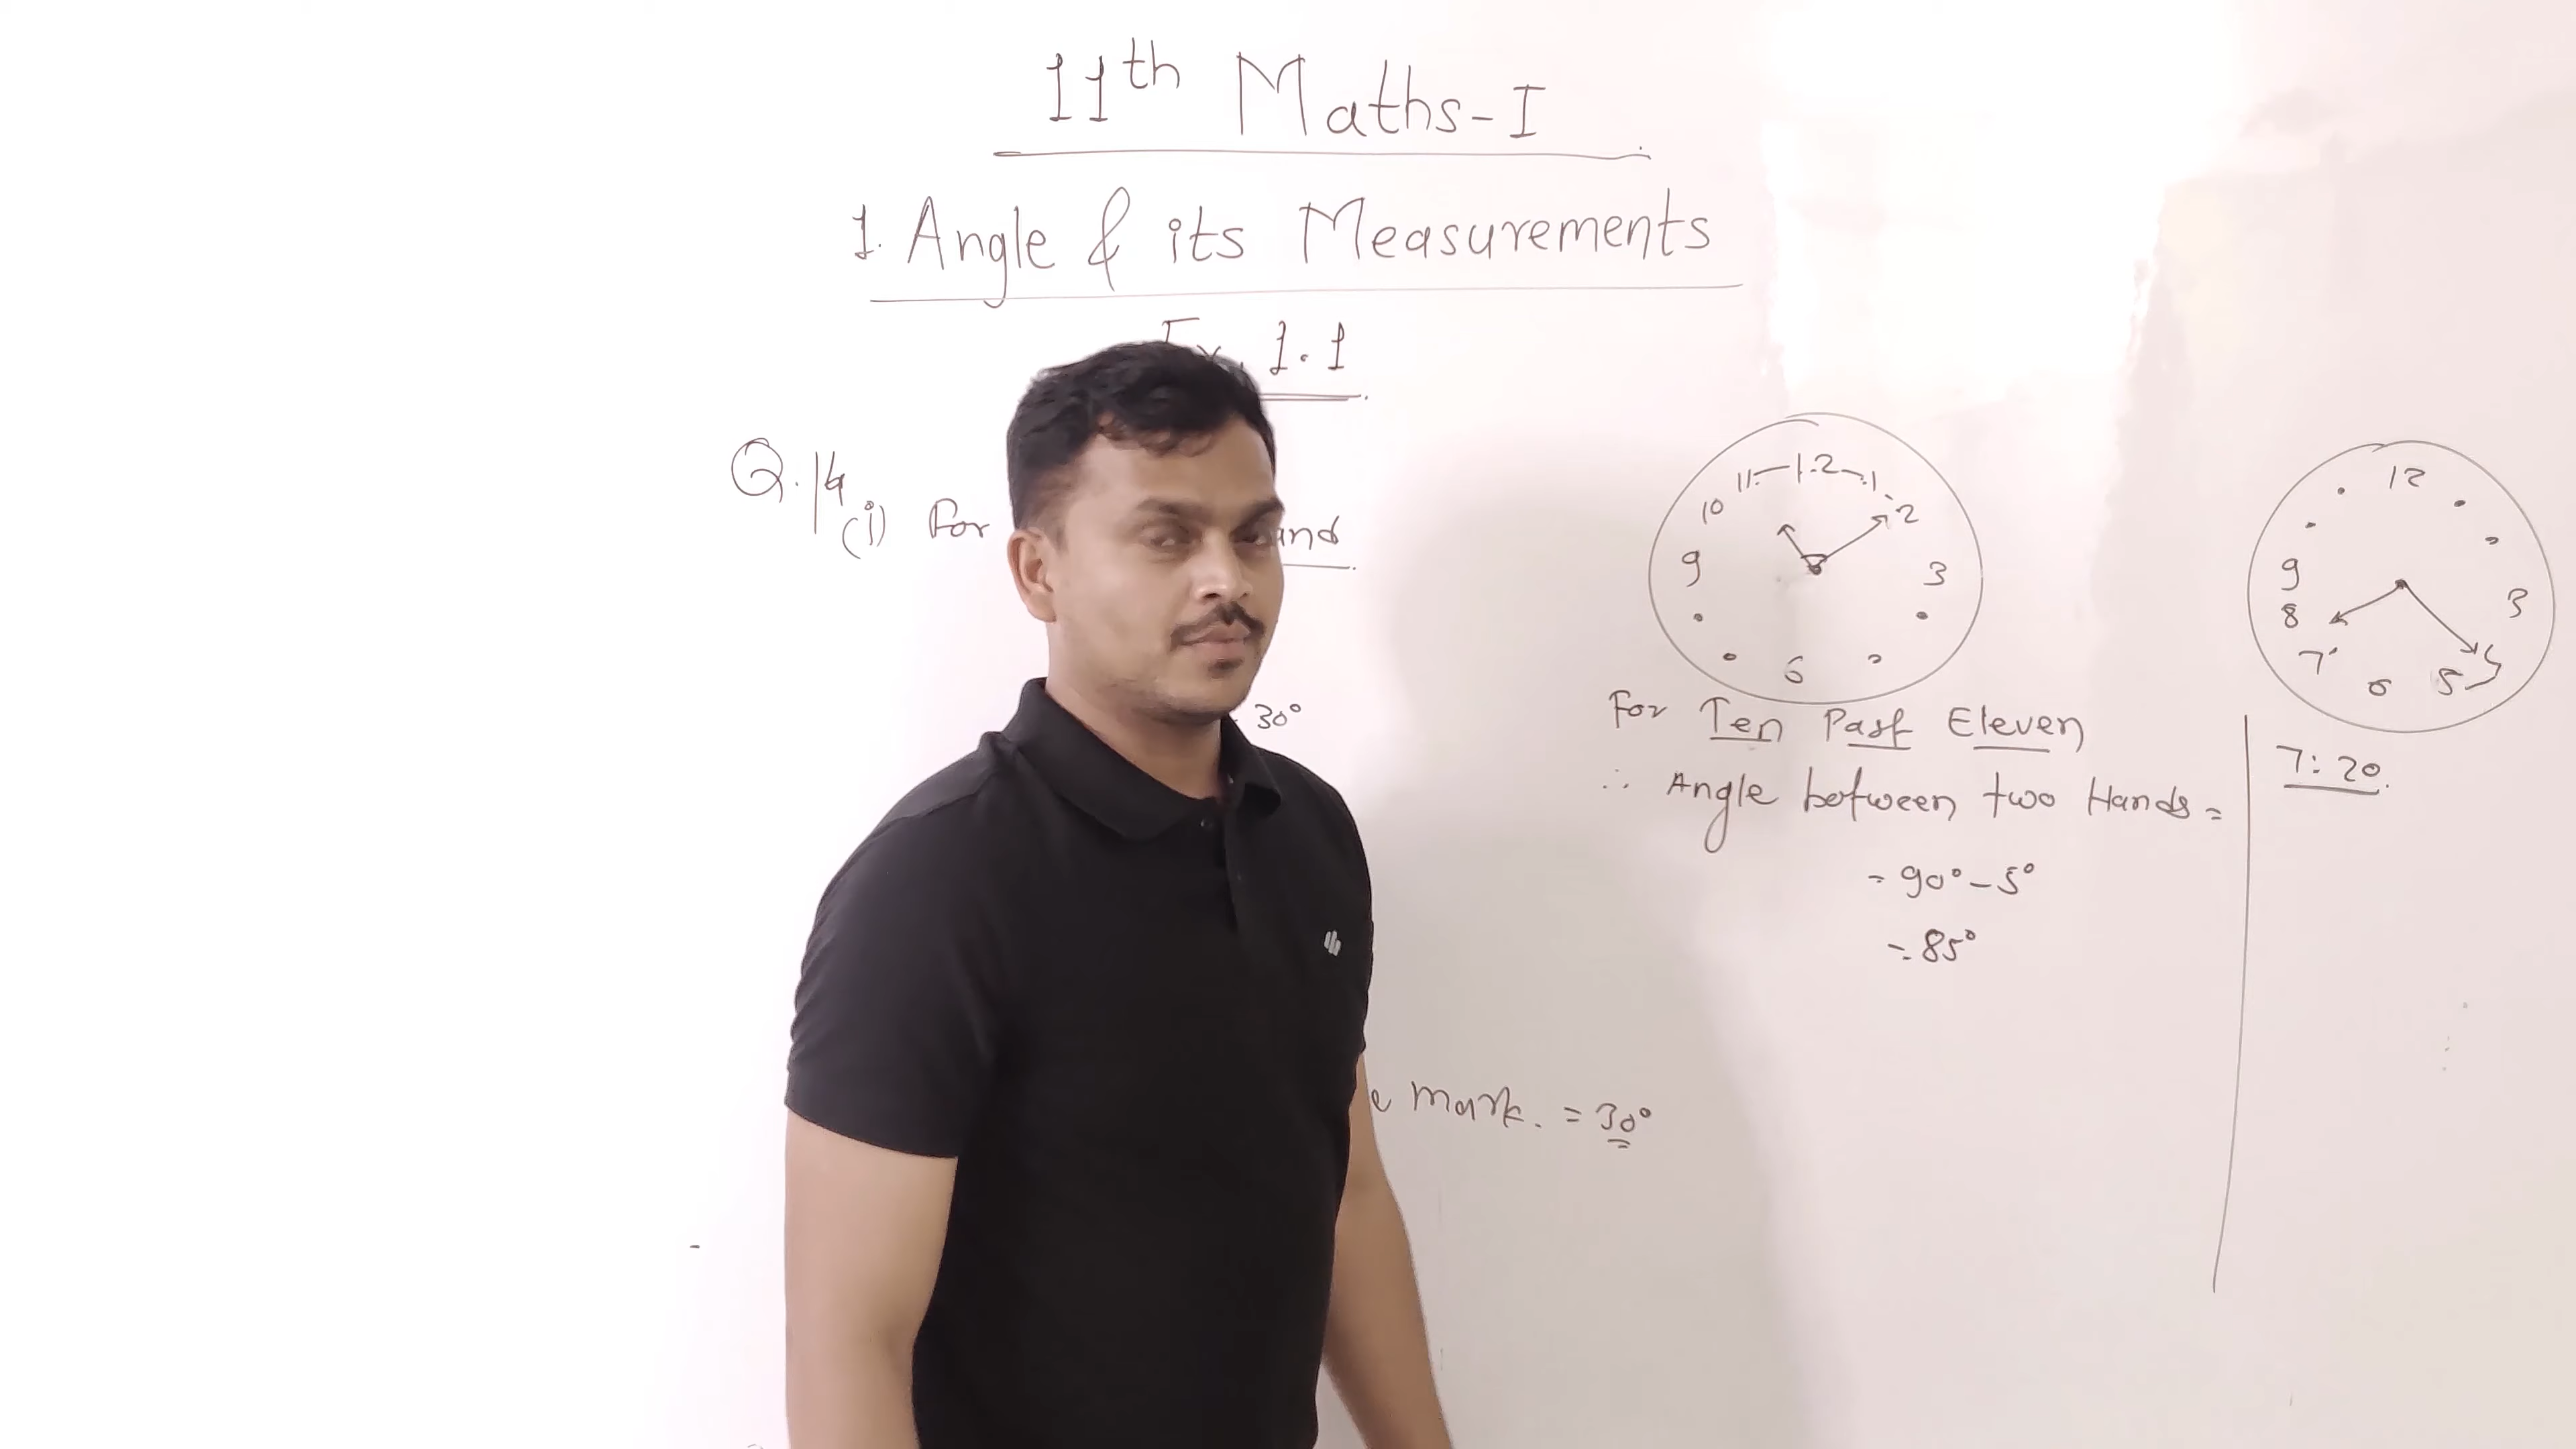 11th Maths-I
1. Angle & its Measurements
1.1
Q.14
(i) For
30°
mark. = 30°
11 12 1
10 2
9 3
6
For Ten Past Eleven
∴ Angle between two Hands =
= 90° - 5°
= 85°
12
9 3
8
7 6 5
7:20.